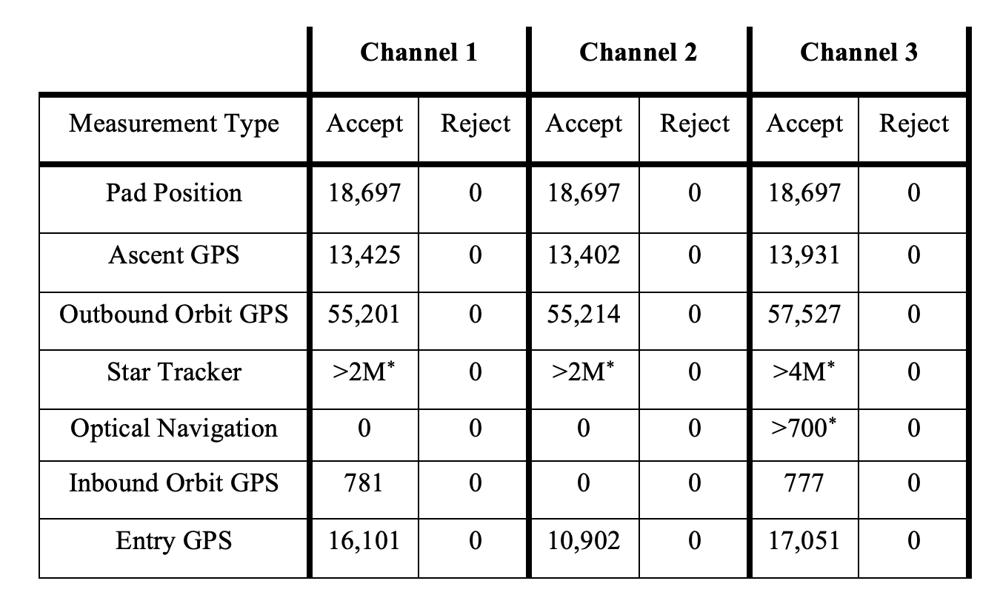 Channel 1 Channel 2 Channel 3
Measurement Type Accept Reject Accept Reject Accept Reject
Pad Position 18,697 0 18,697 0 18,697 0
Ascent GPS 13,425 0 13,402 0 13,931 0
Outbound Orbit GPS 55,201 0 55,214 0 57,527 0
Star Tracker >2M* 0 >2M* 0 >4M* 0
Optical Navigation 0 0 0 0 >700* 0
Inbound Orbit GPS 781 0 0 0 777 0
Entry GPS 16,101 0 10,902 0 17,051 0